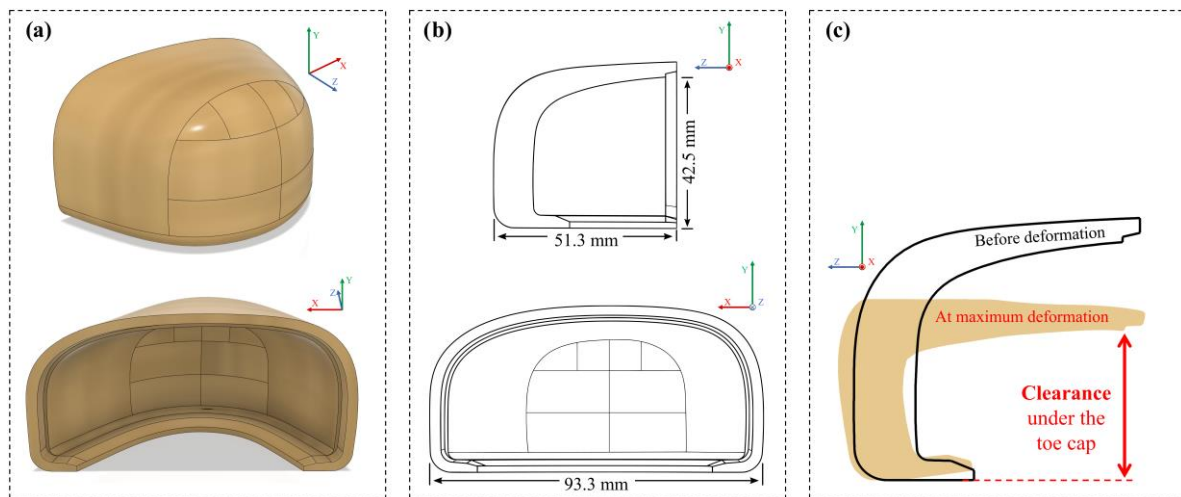 (a)
Y
X
Z
Y
Z
X
(b)
Y
Z
X
42.5 mm
51.3 mm
Y
X
Z
93.3 mm
(c)
Y
Z
X
Before deformation
At maximum deformation
Clearance
under the
toe cap